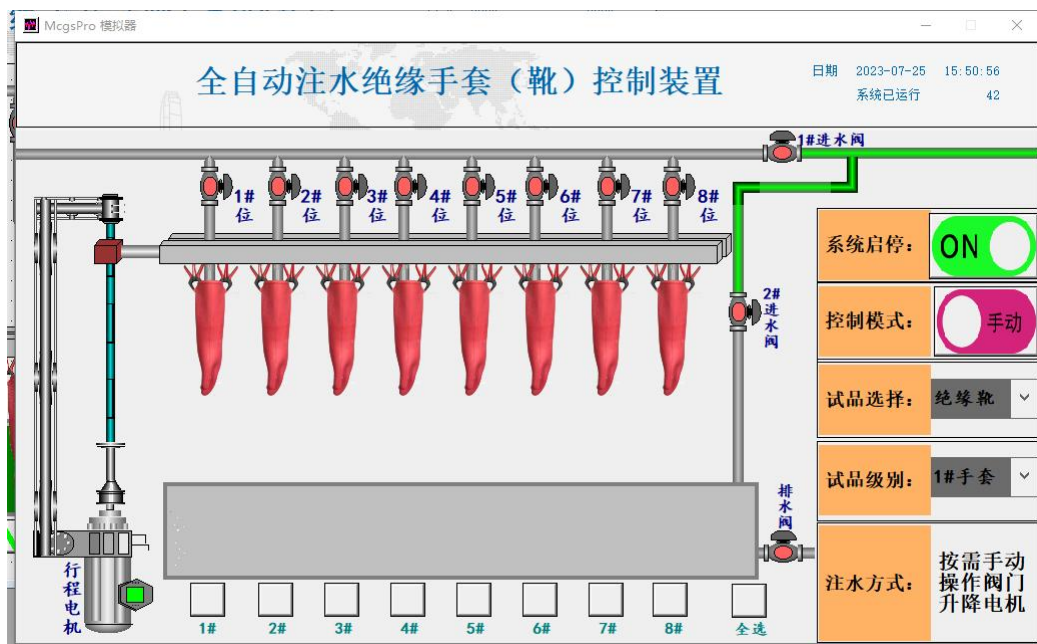 McgsPro 模拟器
全自动注水绝缘手套（靴）控制装置
日期 2023-07-25 15:50:56
系统已运行 42
1#进水阀
1#位
2#位
3#位
4#位
5#位
6#位
7#位
8#位
2#进水阀
系统启停：
ON
控制模式：
手动
试品选择：
绝缘靴
试品级别：
1#手套
排水阀
注水方式：
按需手动
操作阀门
升降电机
行程电机
1# 2# 3# 4# 5# 6# 7# 8# 全选